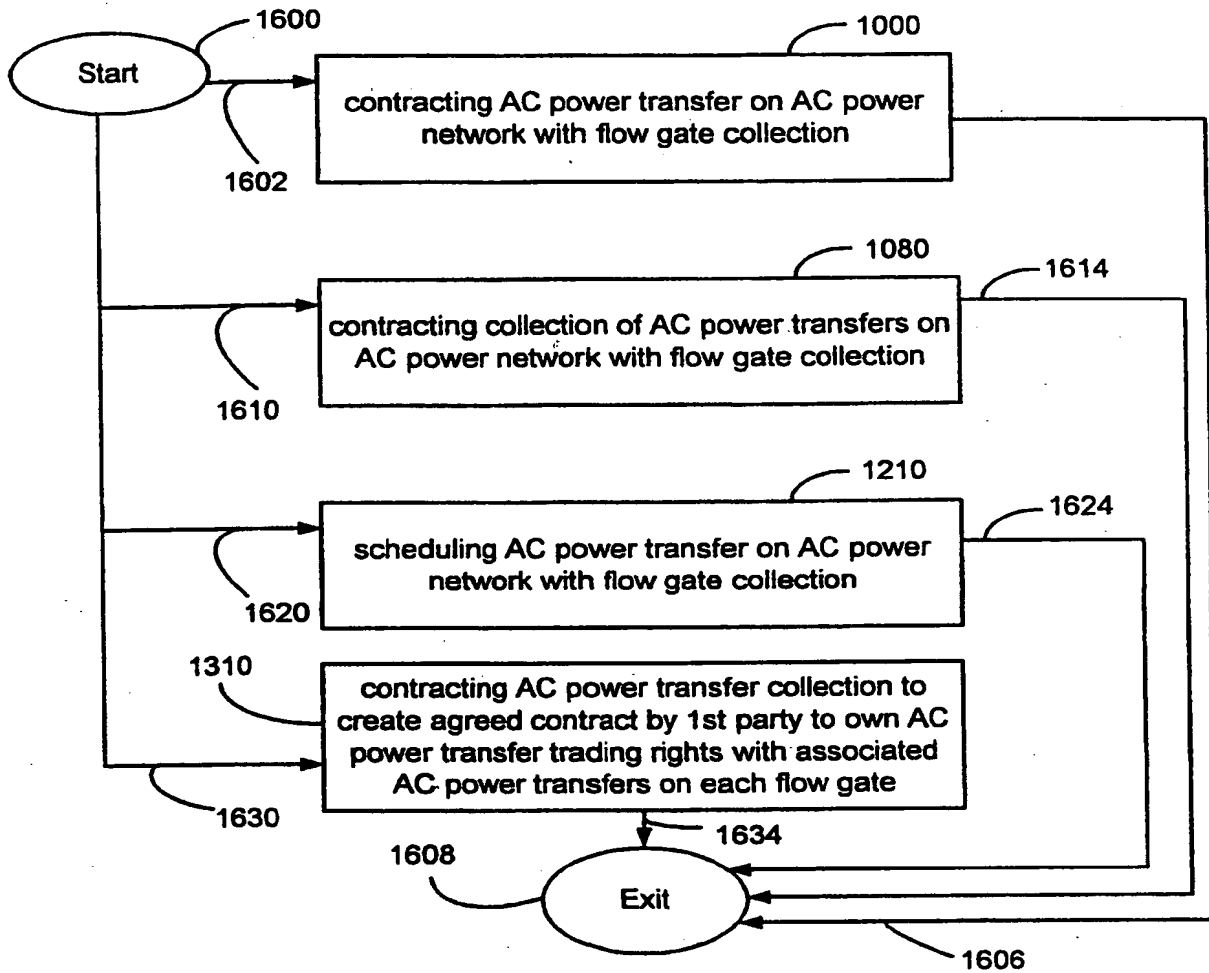 1600
Start
1602
1000
contracting AC power transfer on AC power
network with flow gate collection
1080
1614
contracting collection of AC power transfers on
AC power network with flow gate collection
1610
1210
1624
scheduling AC power transfer on AC power
network with flow gate collection
1620
1310
contracting AC power transfer collection to
create agreed contract by 1st party to own AC
power transfer trading rights with associated
AC power transfers on each flow gate
1630
1634
1608
Exit
1606